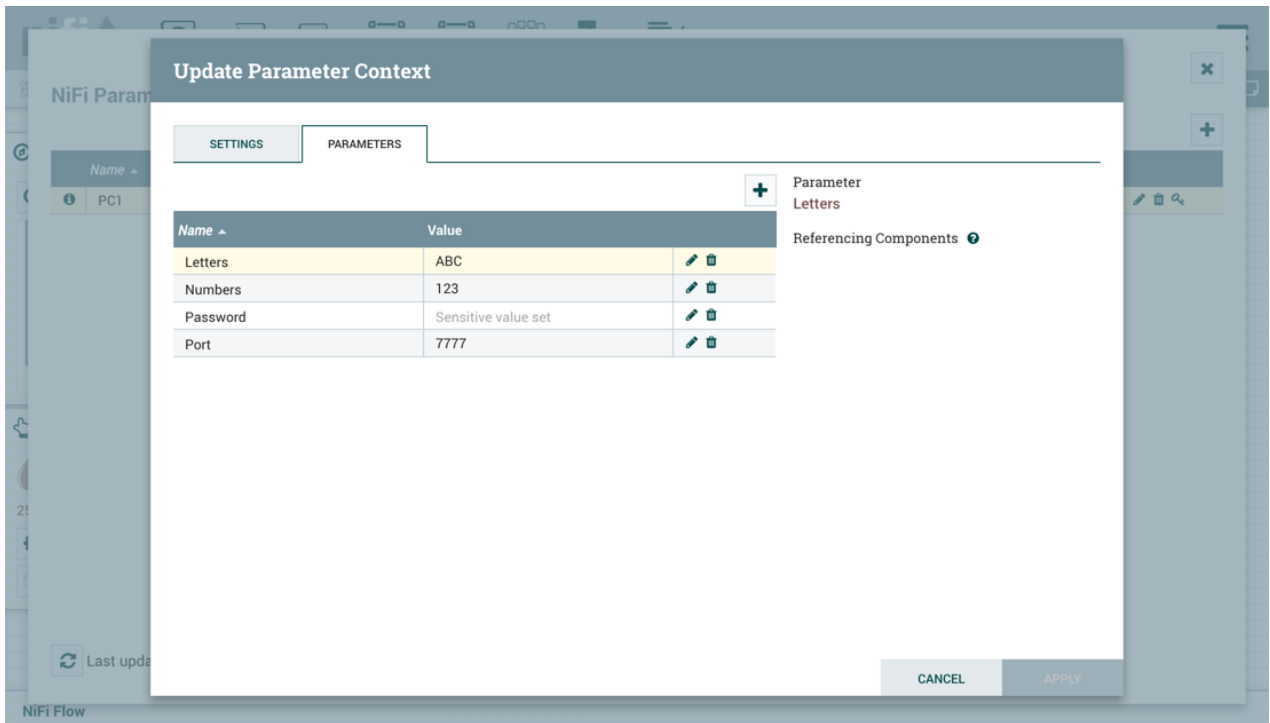 Update Parameter Context
NiFi Param
SETTINGS PARAMETERS
Parameter
Letters
Referencing Components
Name Value
Letters ABC
Numbers 123
Password Sensitive value set
Port 7777
Name
PC1
Last upda
CANCEL APPLY
NiFi Flow